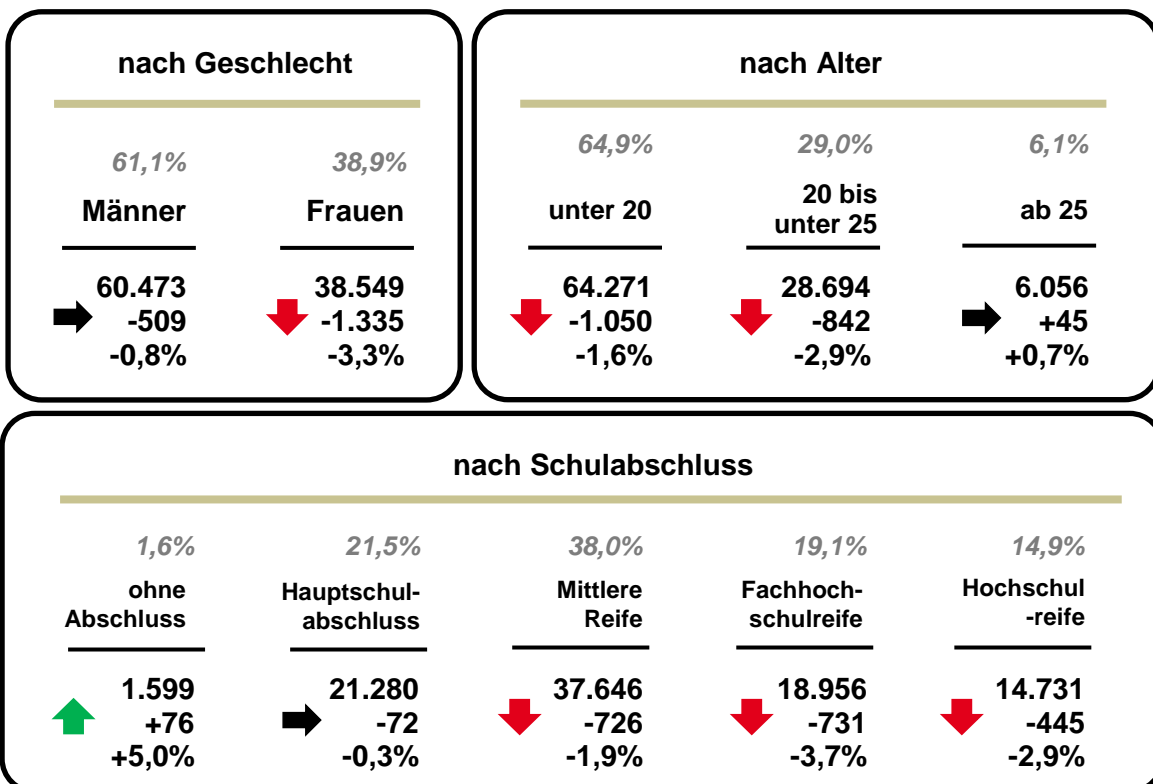 nach Geschlecht
61,1% 38,9%
Männer Frauen
60.473 38.549
-509 -1.335
-0,8% -3,3%
nach Alter
64,9% 29,0% 6,1%
unter 20 20 bis unter 25 ab 25
64.271 28.694 6.056
-1.050 -842 +45
-1,6% -2,9% +0,7%
nach Schulabschluss
1,6% 21,5% 38,0% 19,1% 14,9%
ohne Hauptschul- Mittlere Fachhoch- Hochschul
Abschluss abschluss Reife schulreife -reife
1.599 21.280 37.646 18.956 14.731
+76 -72 -726 -731 -445
+5,0% -0,3% -1,9% -3,7% -2,9%